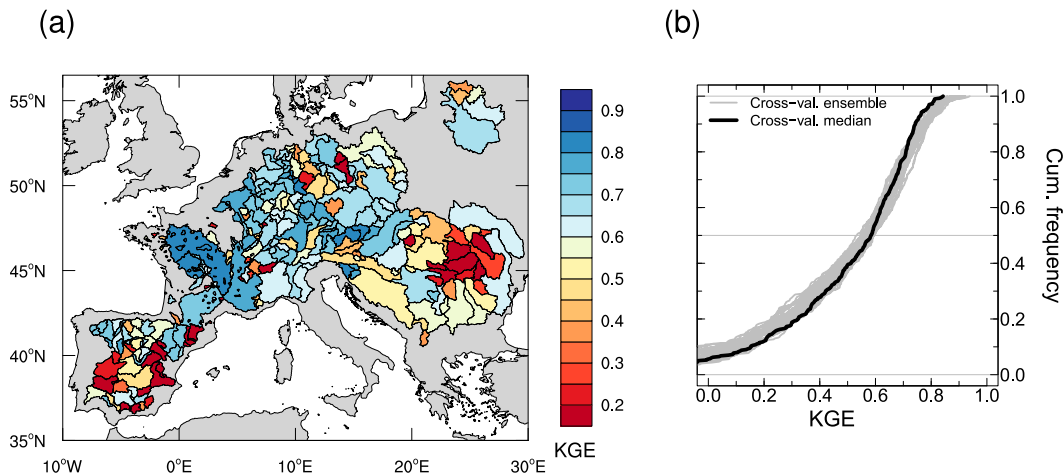 (a)
(b)
55°N
50°N
45°N
40°N
35°N
10°W
0°E
10°E
20°E
30°E
0.9
0.8
0.7
0.6
0.5
0.4
0.3
0.2
KGE
Cross-val. ensemble
Cross-val. median
1.0
0.8
0.6
0.4
0.2
0.0
Cum. frequency
0.0
0.2
0.4
0.6
0.8
1.0
KGE